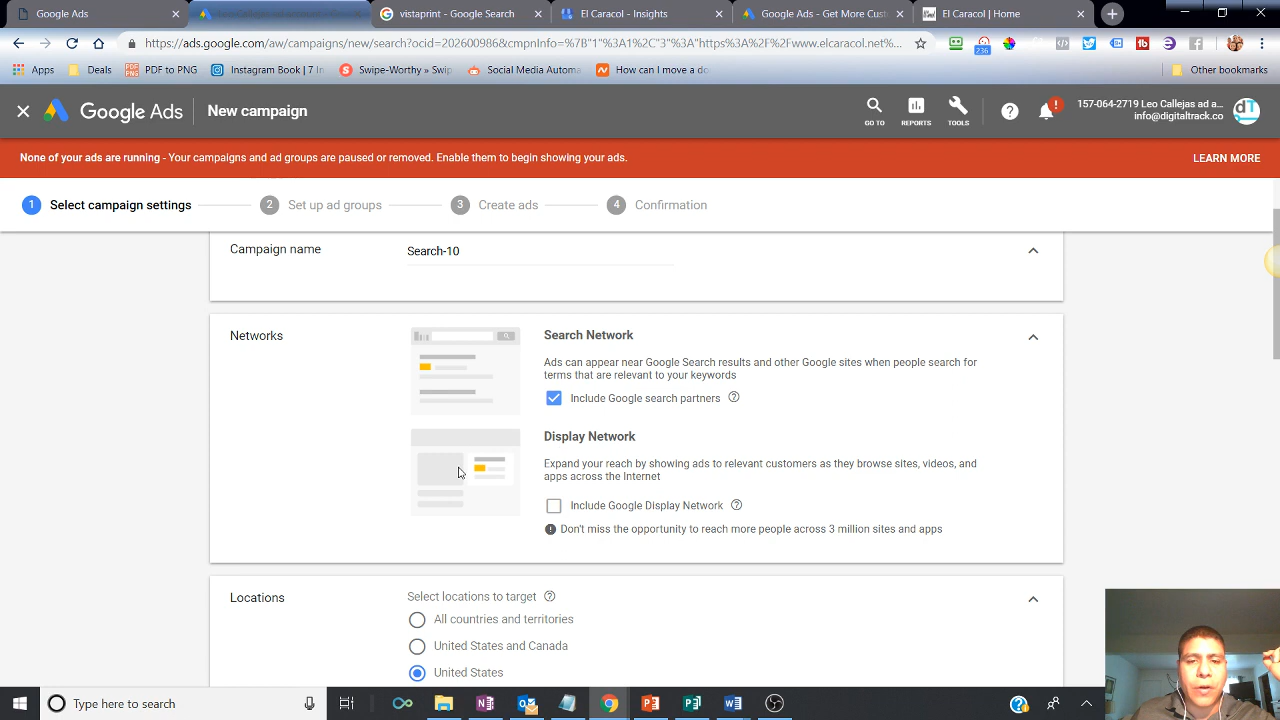 Google Ads
vistaprint - Google Search
El Caracol - Insights
Google Ads - Get More Cust
El Caracol | Home
https://ads.google.com/aw/campaigns/new/search?cid=202620986&cmpnInfo=%7B"1"%3A1%2C"3"%3A"https%3A%2F%2Fwww.elcaracol.net%
236
Apps
Deals
PDF to PNG
Instagram Book | 7 In
Swipe-Worthy » Swip
Social Media Automa
How can I move a do
Other bookmarks
Google Ads
New campaign
GO TO
REPORTS
TOOLS
157-064-2719 Leo Callejas ad a...
info@digitaltrack.co
None of your ads are running - Your campaigns and ad groups are paused or removed. Enable them to begin showing your ads.
LEARN MORE
1 Select campaign settings
2 Set up ad groups
3 Create ads
4 Confirmation
Campaign name
Search-10
Networks
Search Network
Ads can appear near Google Search results and other Google sites when people search for
terms that are relevant to your keywords
Include Google search partners
Display Network
Expand your reach by showing ads to relevant customers as they browse sites, videos, and
apps across the Internet
Include Google Display Network
Don't miss the opportunity to reach more people across 3 million sites and apps
Locations
Select locations to target
All countries and territories
United States and Canada
United States
Type here to search